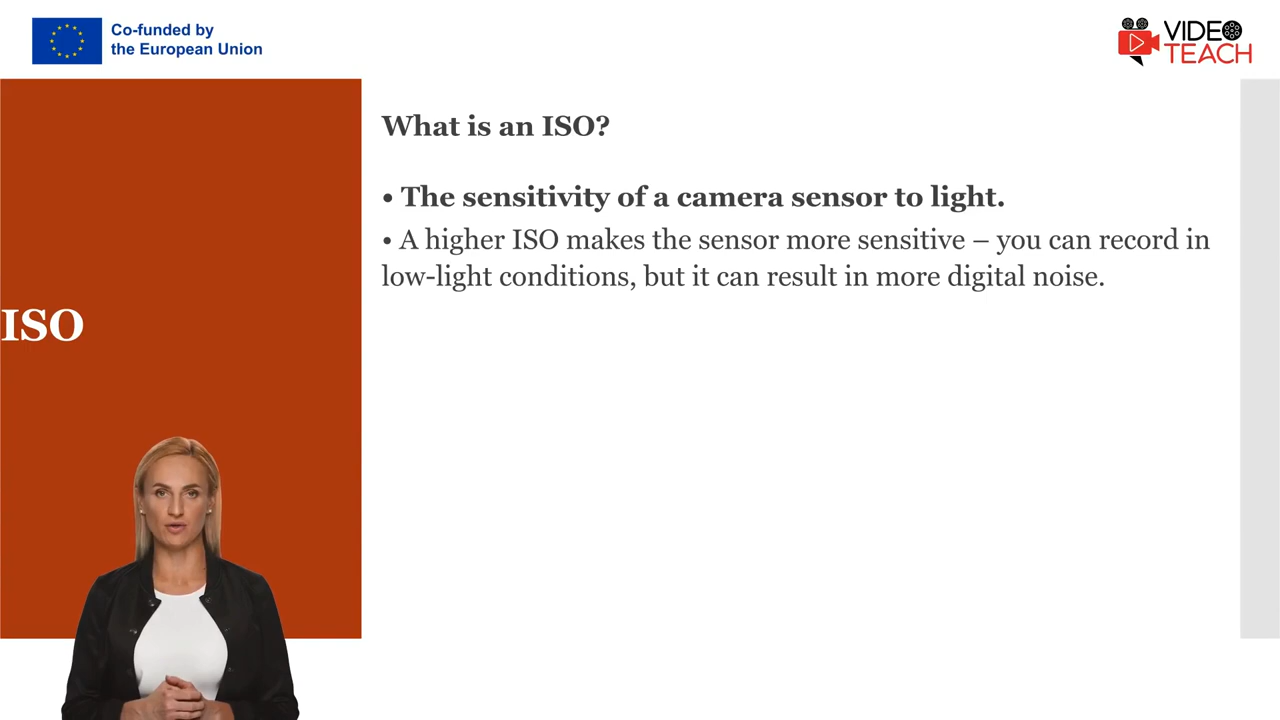 Co-funded by
the European Union
VIDEO
TEACH
What is an ISO?
• The sensitivity of a camera sensor to light.
• A higher ISO makes the sensor more sensitive – you can record in
low-light conditions, but it can result in more digital noise.
ISO